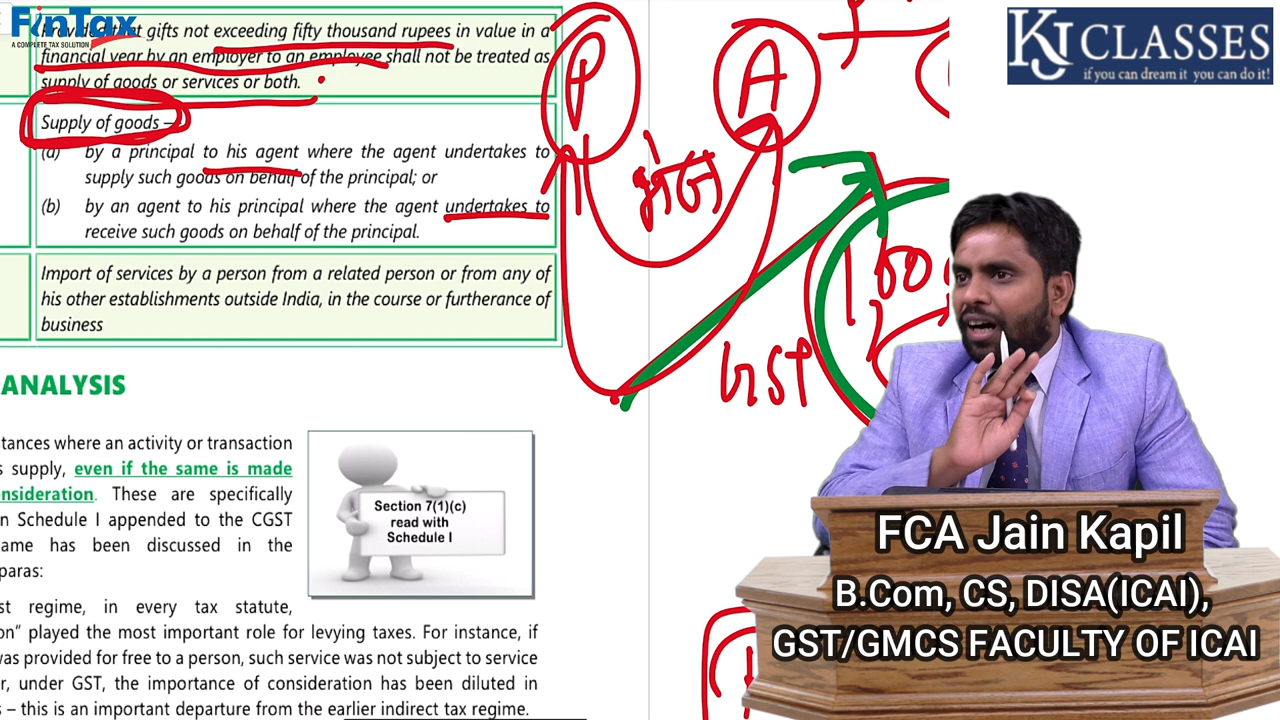 FinTax
A COMPLETE TAX SOLUTION
Provided that gifts not exceeding fifty thousand rupees in value in a
financial year by an employer to an employee shall not be treated as
supply of goods or services or both.
Supply of goods –
(a) by a principal to his agent where the agent undertakes to
supply such goods on behalf of the principal; or
(b) by an agent to his principal where the agent undertakes to
receive such goods on behalf of the principal.
Import of services by a person from a related person or from any of
his other establishments outside India, in the course or furtherance of
business
ANALYSIS
stances where an activity or transaction
s supply, even if the same is made
nsideration. These are specifically
n Schedule I appended to the CGST
ame has been discussed in the
paras:
st regime, in every tax statute,
on" played the most important role for levying taxes. For instance, if
was provided for free to a person, such service was not subject to service
r, under GST, the importance of consideration has been diluted in
s – this is an important departure from the earlier indirect tax regime.
Section 7(1)(c)
read with
Schedule I
P
A
GST
KJ CLASSES
if you can dream it you can do it!
FCA Jain Kapil
B.Com, CS, DISA(ICAI),
GST/GMCS FACULTY OF ICAI